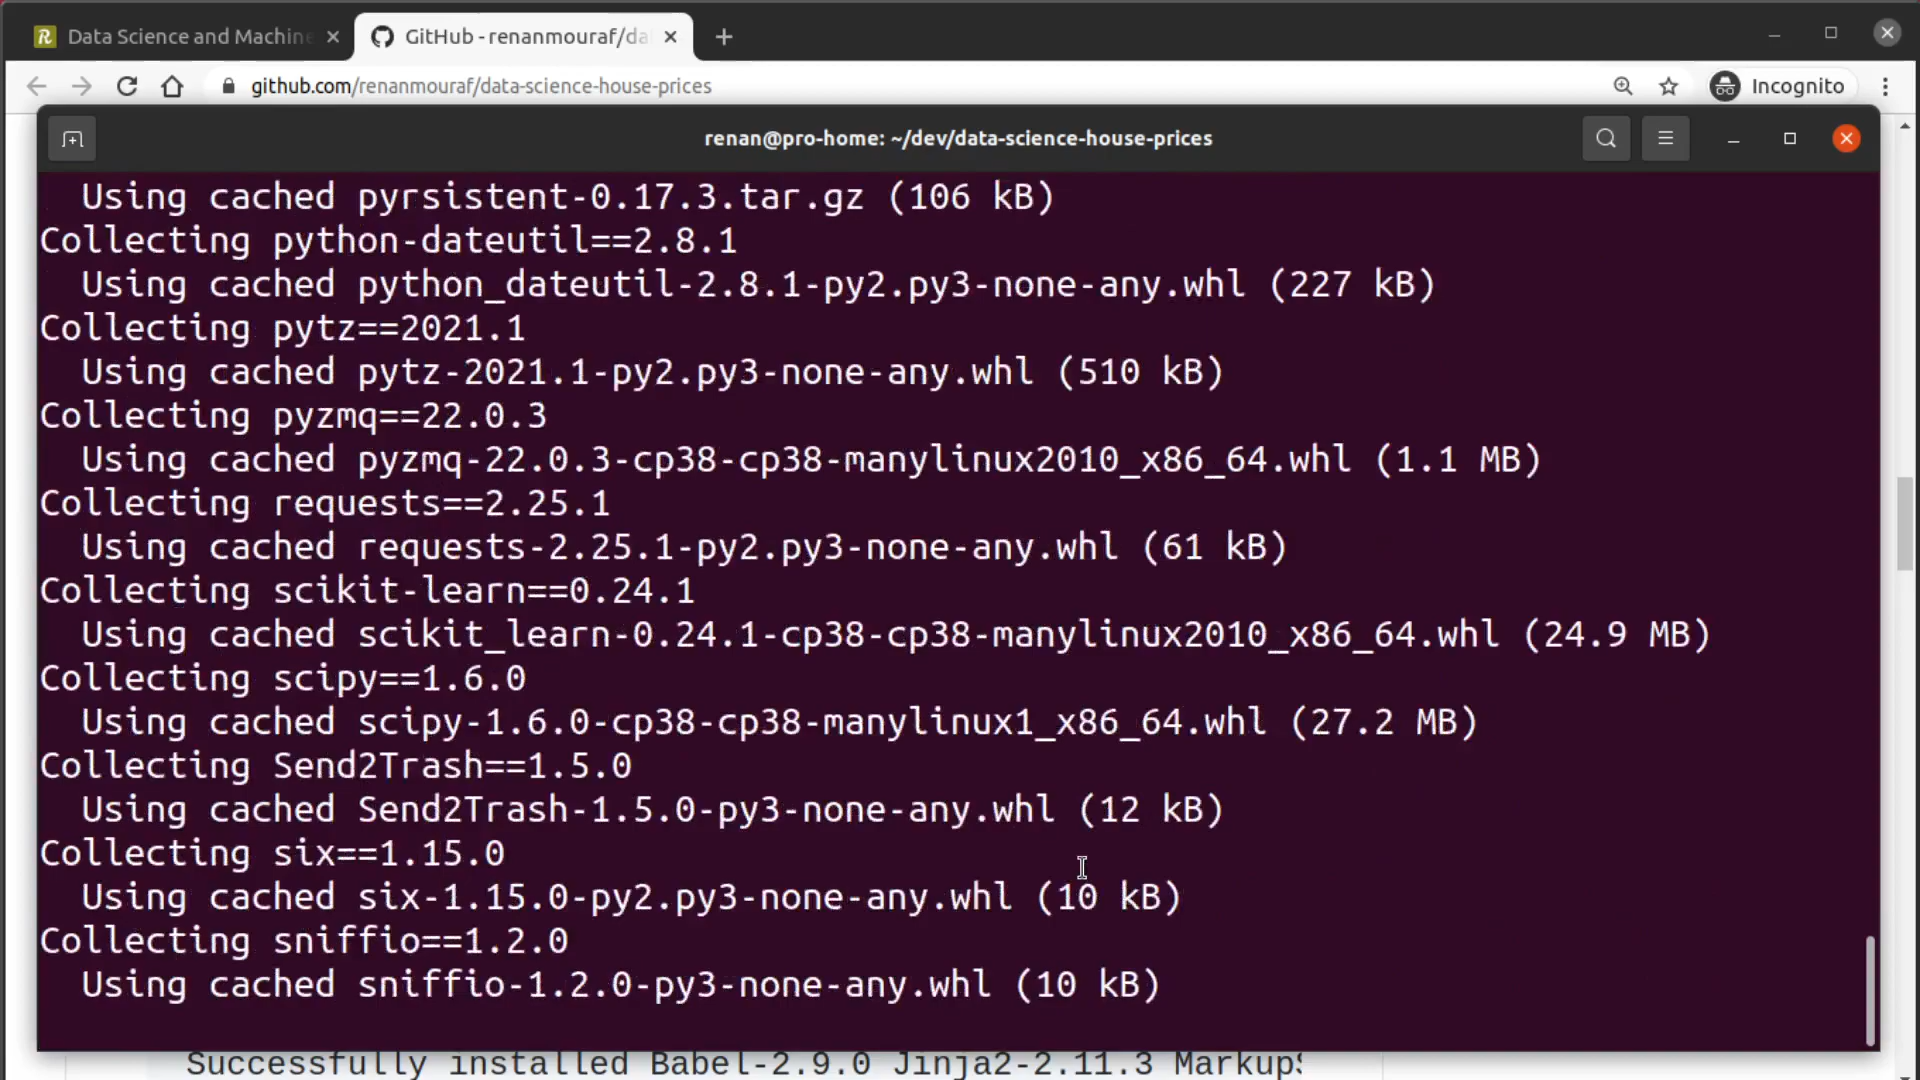 Data Science and Machin
GitHub - renanmouraf/da
github.com/renanmouraf/data-science-house-prices
Incognito
renan@pro-home: ~/dev/data-science-house-prices
Using cached pyrsistent-0.17.3.tar.gz (106 kB)
Collecting python-dateutil==2.8.1
Using cached python_dateutil-2.8.1-py2.py3-none-any.whl (227 kB)
Collecting pytz==2021.1
Using cached pytz-2021.1-py2.py3-none-any.whl (510 kB)
Collecting pyzmq==22.0.3
Using cached pyzmq-22.0.3-cp38-cp38-manylinux2010_x86_64.whl (1.1 MB)
Collecting requests==2.25.1
Using cached requests-2.25.1-py2.py3-none-any.whl (61 kB)
Collecting scikit-learn==0.24.1
Using cached scikit_learn-0.24.1-cp38-cp38-manylinux2010_x86_64.whl (24.9 MB)
Collecting scipy==1.6.0
Using cached scipy-1.6.0-cp38-cp38-manylinux1_x86_64.whl (27.2 MB)
Collecting Send2Trash==1.5.0
Using cached Send2Trash-1.5.0-py3-none-any.whl (12 kB)
Collecting six==1.15.0
Using cached six-1.15.0-py2.py3-none-any.whl (10 kB)
Collecting sniffio==1.2.0
Using cached sniffio-1.2.0-py3-none-any.whl (10 kB)
Successfully installed Babel-2.9.0 Jinja2-2.11.3 MarkupS